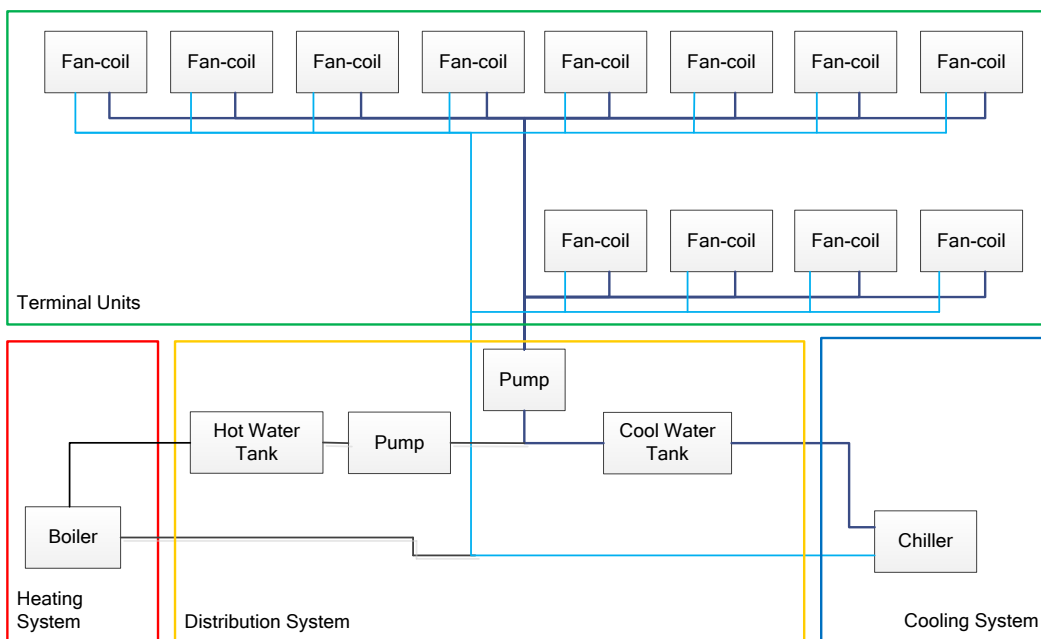 Fan-coil Fan-coil Fan-coil Fan-coil Fan-coil Fan-coil Fan-coil Fan-coil
Fan-coil Fan-coil Fan-coil Fan-coil
Terminal Units
Pump
Hot Water
Tank
Pump
Cool Water
Tank
Boiler
Chiller
Heating
System
Distribution System
Cooling System